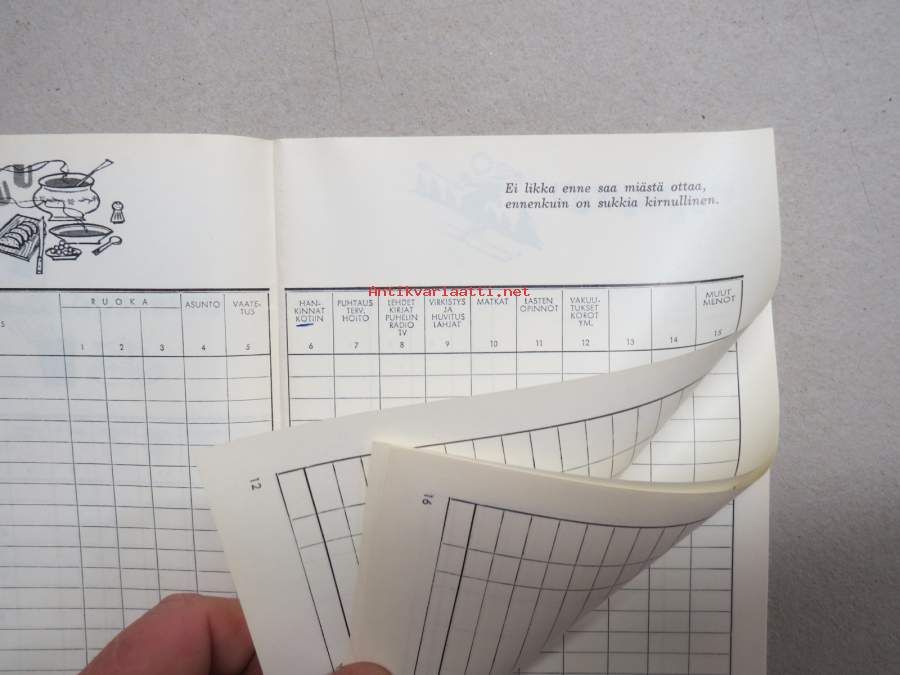 Ei likka enne saa miästä ottaa,
ennenkuin on sukkia kirnullinen.
Antikvariaatti.net
RUOKA
ASUNTO
VAATE-
TUS
HAN-
KINNAT
KOTIIN
PUHTAUS
TERV.
HOITO
LEHDET
KIRJAT
PUHELIN
RADIO
TV
VIRKISTYS
JA
HUVITUS
LAHJAT
MATKAT
LASTEN
OPINNOT
VAKUU-
TUKSET
KOROT
YM.
MUUT
MENOT
S
1 2 3 4 5 6 7 8 9 10 11 12 13 14 15
12
16